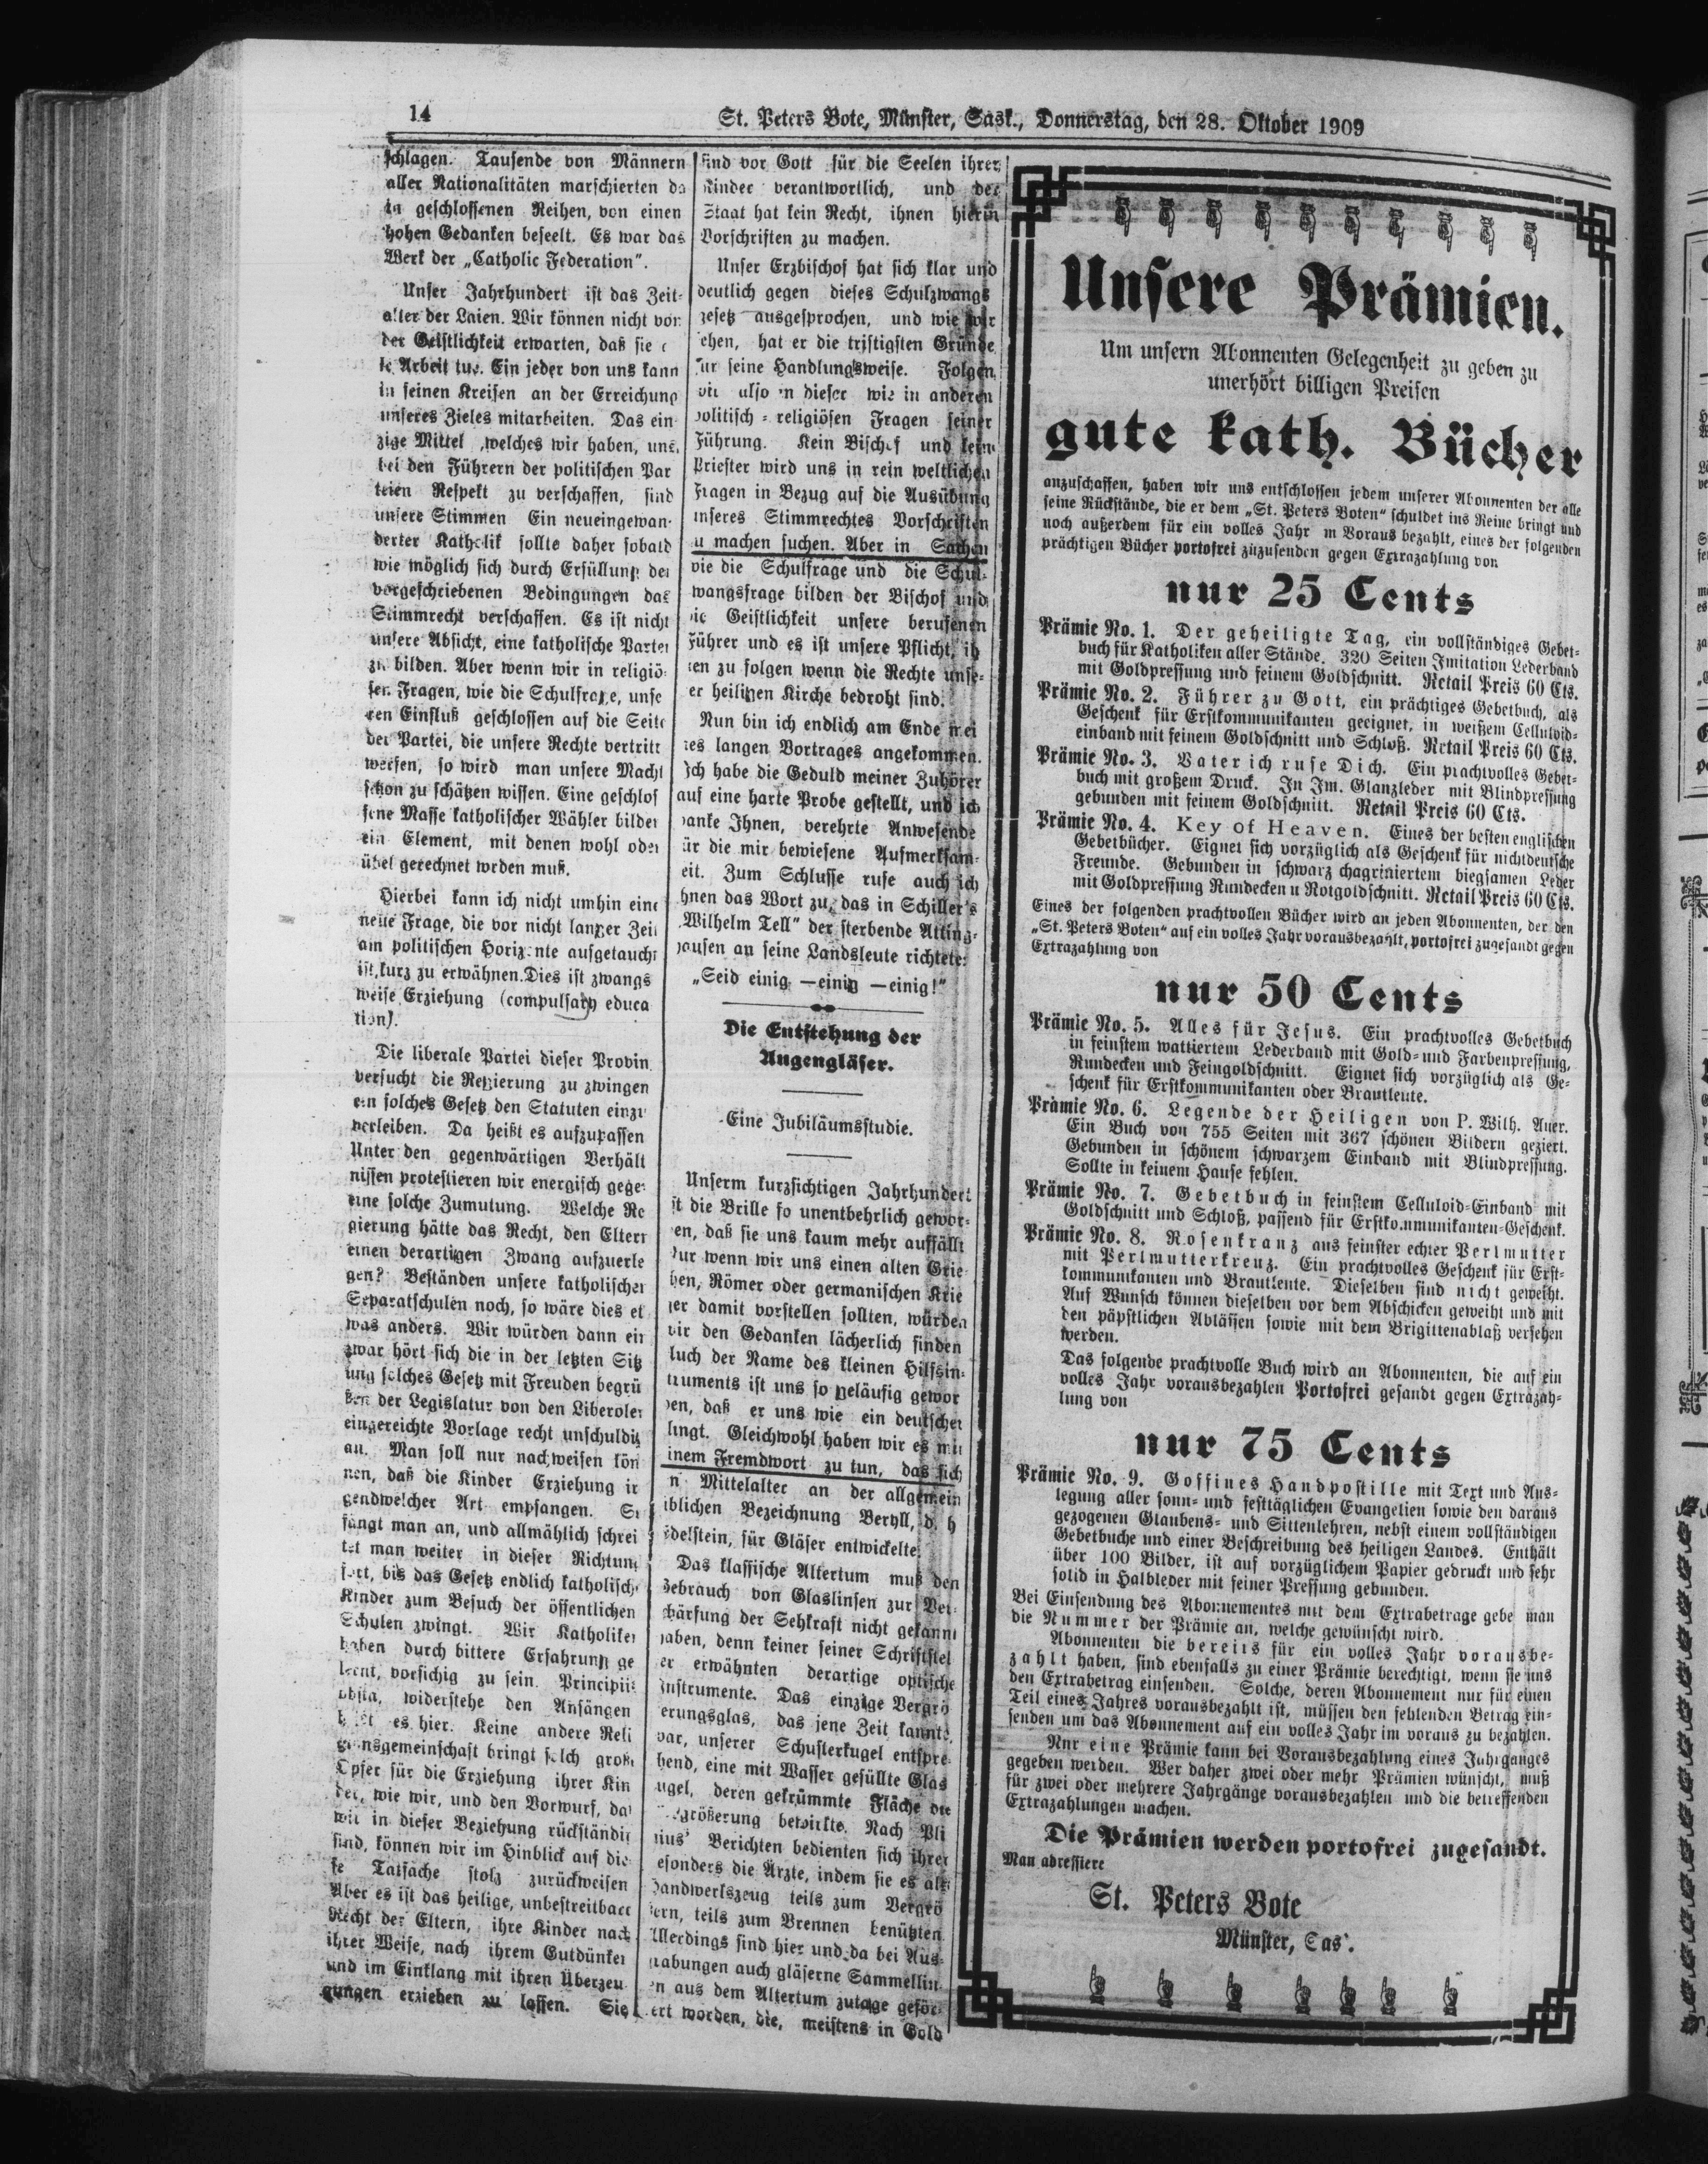 14
St. Peters Bote, Münster, Sask., Donnerstag, den 28. Oktober 1909
schlagen. Tausende von Männern
aller Nationalitäten marschierten da
in geschlossenen Reihen, von einen
hohen Gedanken beseelt. Es war das
Werk der „Catholic Federation".
Unser Jahrhundert ist das Zeit-
alter der Laien. Wir können nicht von
der Geistlichkeit erwarten, daß sie
Arbeit tue. Ein jeder von uns kann
in seinen Kreisen an der Erreichung
unseres Zieles mitarbeiten. Das ein
zige Mittel, welches wir haben, uns
bei den Führern der politischen Par
teien Respekt zu verschaffen, sind
unsere Stimmen Ein neueingewan-
derter Katholik sollte daher sobald
wie möglich sich durch Erfüllung der
vorgeschriebenen Bedingungen das
Stimmrecht verschaffen. Es ist nicht
unsere Absicht, eine katholische Partei
zu bilden. Aber wenn wir in religiö-
sen Fragen, wie die Schulfrage, unse
ren Einfluß geschlossen auf die Seite
der Partei, die unsere Rechte vertritt
werfen, so wird man unsere Macht
schon zu schätzen wissen. Eine geschlos
sene Masse katholischer Wähler bildet
ein Element, mit denen wohl oder
übel gerechnet wrden muß.
Hierbei kann ich nicht umhin eine
neue Frage, die vor nicht langer Zeit
am politischen Horizonte aufgetaucht
ist, kurz zu erwähnen. Dies ist zwangs
weise Erziehung (compulsary educa
tion).
Die liberale Partei dieser Provin
versucht die Regierung zu zwingen
ein solches Gesetz den Statuten einzu
verleiben. Da heißt es aufzupassen
Unter den gegenwärtigen Verhält
nissen protestieren wir energisch gege
eine solche Zumutung. Welche Re
gierung hätte das Recht, den Eltern
einen derartigen Zwang aufzuerle
gen? Beständen unsere katholischen
Separatschulen noch, so wäre dies et
was anders. Wir würden dann ein
zwar hört sich die in der letzten Sitz
ung solches Gesetz mit Freuden begrü
ßen der Legislatur von den Liberolen
eingereichte Vorlage recht unschuldig
an. Man soll nur nachweisen kön
nen, daß die Kinder Erziehung ir
gendwelcher Art empfangen. So
fängt man an, und allmählich schrei
tet man weiter in dieser Richtung
fort, bis das Gesetz endlich katholische
Kinder zum Besuch der öffentlichen
Schulen zwingt. Wir Katholiken
haben durch bittere Erfahrung ge
lernt, vorsichtig zu sein. Principiis
obsta, widerstehe den Anfängen
heißt es hier. Keine andere Reli
gionsgemeinschaft bringt solch große
Opfer für die Erziehung ihrer Kin
der, wie wir, und den Vorwurf, da
wir in dieser Beziehung rückständig
sind, können wir im Hinblick auf die
se Tatsache stolz zurückweisen
Aber es ist das heilige, unbestreitbare
Recht der Eltern, ihre Kinder nach
ihrer Weise, nach ihrem Gutdünken
und im Einklang mit ihren Überzeu
gungen erziehen zu lassen. Sie
sind vor Gott für die Seelen ihrer
Kinder verantwortlich, und der
Staat hat kein Recht, ihnen hierin
Vorschriften zu machen.
Unser Erzbischof hat sich klar und
deutlich gegen dieses Schulzwangs
gesetz ausgesprochen, und wie wir
ehen, hat er die triftigsten Gründe
ür seine Handlungsweise. Folgen
wir also in dieser wie in anderen
politisch-religiösen Fragen seiner
Führung. Kein Bischof und kein
Priester wird uns in rein weltlichen
Fragen in Bezug auf die Ausübung
unseres Stimmrechtes Vorschriften
u machen suchen. Aber in Sachen
wie die Schulfrage und die Schul-
wangsfrage bilden der Bischof und
ie Geistlichkeit unsere berufenen
Führer und es ist unsere Pflicht, ih
en zu folgen wenn die Rechte unse-
er heiligen Kirche bedroht sind.
Nun bin ich endlich am Ende mei
nes langen Vortrages angekommen.
Ich habe die Geduld meiner Zuhörer
auf eine harte Probe gestellt, und ich
anke Ihnen, verehrte Anwesende
ür die mir bewiesene Aufmerksam-
eit. Zum Schlusse rufe auch ich
hnen das Wort zu, das in Schiller's
„Wilhelm Tell" der sterbende Atting-
hausen an seine Landsleute richtete:
„Seid einig —einig —einig!"
Die Entstehung der
Augengläser.
Eine Jubiläumsstudie.
Unserm kurzsichtigen Jahrhundert
ist die Brille so unentbehrlich gewor-
en, daß sie uns kaum mehr auffällt
ur wenn wir uns einen alten Grie
hen, Römer oder germanischen Krie
ger damit vorstellen sollten, würden
wir den Gedanken lächerlich finden
luch der Name des kleinen Hilfsin-
truments ist uns so geläufig gewor
en, daß er uns wie ein deutscher
lingt. Gleichwohl haben wir es mit
inem Fremdwort zu tun, das sich
n Mittelalter an der allgemein
iblichen Bezeichnung Beryll, d. h
Edelstein, für Gläser entwickelte.
Das klassische Altertum muß den
Gebrauch von Glaslinsen zur Ver-
chärfung der Sehkraft nicht gekannt
haben, denn keiner seiner Schriftstel
er erwähnten derartige optische
Instrumente. Das einzige Vergrö
erungsglas, das jene Zeit kannte,
war, unserer Schusterkugel entspre-
hend, eine mit Wasser gefüllte Glas
ugel, deren gekrümmte Fläche die
ergrößerung bewirkte. Nach Pli
nius' Berichten bedienten sich ihrer
esonders die Ärzte, indem sie es als
Handwerkszeug teils zum Vergrö
ern, teils zum Brennen benützten
Allerdings sind hier und da bei Aus-
rabungen auch gläserne Sammellin-
en aus dem Altertum zutage geför-
ert worden, die, meistens in Gold
Unsere Prämien.
Um unsern Abonnenten Gelegenheit zu geben zu
unerhört billigen Preisen
gute kath. Bücher
anzuschaffen, haben wir uns entschlossen jedem unserer Abonnenten der alle
seine Rückstände, die er dem „St. Peters Boten" schuldet ins Reine bringt und
noch außerdem für ein volles Jahr im Voraus bezahlt, eines der folgenden
prächtigen Bücher portofrei zuzusenden gegen Extrazahlung von
nur 25 Cents
Prämie No. 1. Der geheiligte Tag, ein vollständiges Gebet-
buch für Katholiken aller Stände. 320 Seiten Imitation Lederband
mit Goldpressung und feinem Goldschnitt. Retail Preis 60 Cts.
Prämie No. 2. Führer zu Gott, ein prächtiges Gebetbuch, als
Geschenk für Erstkommunikanten geeignet, in weißem Celluloid-
einband mit feinem Goldschnitt und Schloß. Retail Preis 60 Cts.
Prämie No. 3. Vater ich rufe Dich. Ein prachtvolles Gebet-
buch mit großem Druck. In Im. Glanzleder mit Blindpressung
gebunden mit feinem Goldschnitt. Retail Preis 60 Cts.
Prämie No. 4. Key of Heaven. Eines der besten englischen
Gebetbücher. Eignet sich vorzüglich als Geschenk für nichtdeutsche
Freunde. Gebunden in schwarz chagriniertem biegsamen Leder
mit Goldpressung Rundecken u Rotgoldschnitt. Retail Preis 60 Cts.
Eines der folgenden prachtvollen Bücher wird an jeden Abonnenten, der den
„St. Peters Boten" auf ein volles Jahr vorausbezahlt, portofrei zugesandt gegen
Extrazahlung von
nur 50 Cents
Prämie No. 5. Alles für Jesus. Ein prachtvolles Gebetbuch
in feinstem wattiertem Lederband mit Gold- und Farbenpressung,
Rundecken und Feingoldschnitt. Eignet sich vorzüglich als Ge-
schenk für Erstkommunikanten oder Brautleute.
Prämie No. 6. Legende der Heiligen von P. Wilh. Auer.
Ein Buch von 755 Seiten mit 367 schönen Bildern geziert.
Gebunden in schönem schwarzem Einband mit Blindpressung.
Sollte in keinem Hause fehlen.
Prämie No. 7. Gebetbuch in feinstem Celluloid-Einband mit
Goldschnitt und Schloß, passend für Erstkommunikanten-Geschenk.
Prämie No. 8. Rosenkranz aus feinster echter Perlmutter
mit Perlmutterkreuz. Ein prachtvolles Geschenk für Erst-
kommunikanten und Brautleute. Dieselben sind nicht geweiht.
Auf Wunsch können dieselben vor dem Abschicken geweiht und mit
den päpstlichen Ablässen sowie mit dem Brigittenablaß versehen
werden.
Das folgende prachtvolle Buch wird an Abonnenten, die auf ein
volles Jahr vorausbezahlen Portofrei gesandt gegen Extrazah-
lung von
nur 75 Cents
Prämie No. 9. Goffines Handpostille mit Text und Aus-
legung aller sonn- und festtäglichen Evangelien sowie den daraus
gezogenen Glaubens- und Sittenlehren, nebst einem vollständigen
Gebetbuche und einer Beschreibung des heiligen Landes. Enthält
über 100 Bilder, ist auf vorzüglichem Papier gedruckt und sehr
solid in Halbleder mit feiner Pressung gebunden.
Bei Einsendung des Abonnementes mit dem Extrabetrage gebe man
die Nummer der Prämie an, welche gewünscht wird.
Abonnenten die bereits für ein volles Jahr vorausbe-
zahlt haben, sind ebenfalls zu einer Prämie berechtigt, wenn sie uns
den Extrabetrag einsenden. Solche, deren Abonnement nur für einen
Teil eines Jahres vorausbezahlt ist, müssen den fehlenden Betrag ein-
senden um das Abonnement auf ein volles Jahr im voraus zu bezahlen.
Nur eine Prämie kann bei Vorausbezahlung eines Jahrganges
gegeben werden. Wer daher zwei oder mehr Prämien wünscht, muß
für zwei oder mehrere Jahrgänge vorausbezahlen und die betreffenden
Extrazahlungen machen.
Die Prämien werden portofrei zugesandt.
Man adressiere
St. Peters Bote
Münster, Sas'.